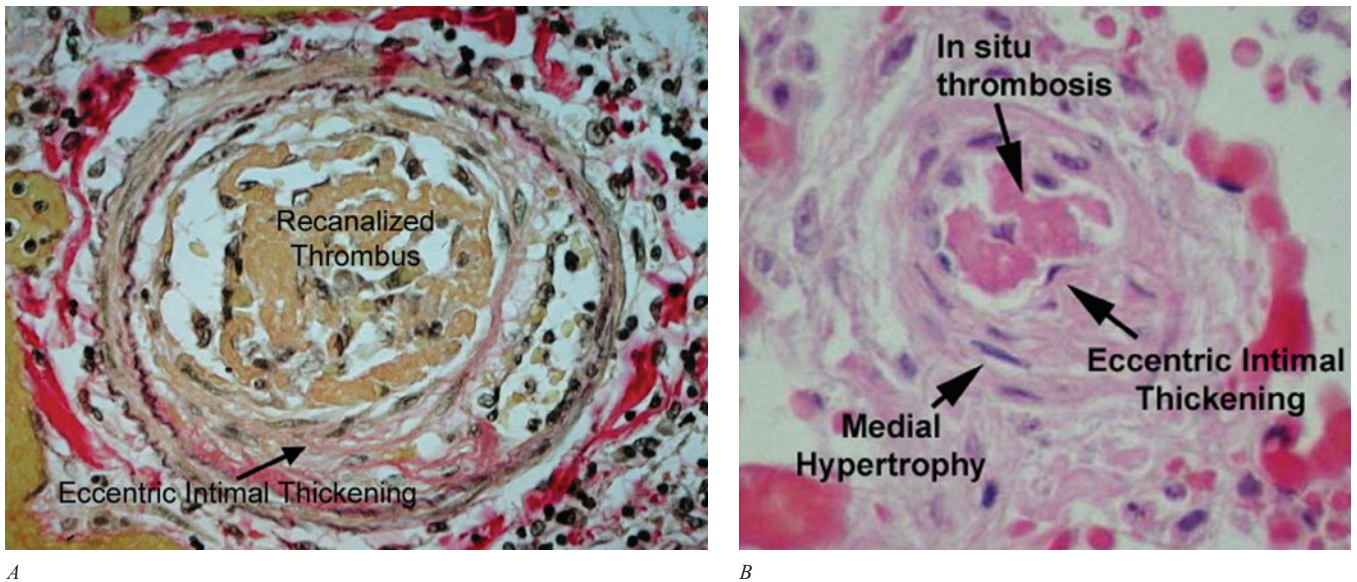 Recanalized
Thrombus
Eccentric Intimal Thickening
A
In situ
thrombosis
Eccentric Intimal
Thickening
Medial
Hypertrophy
B